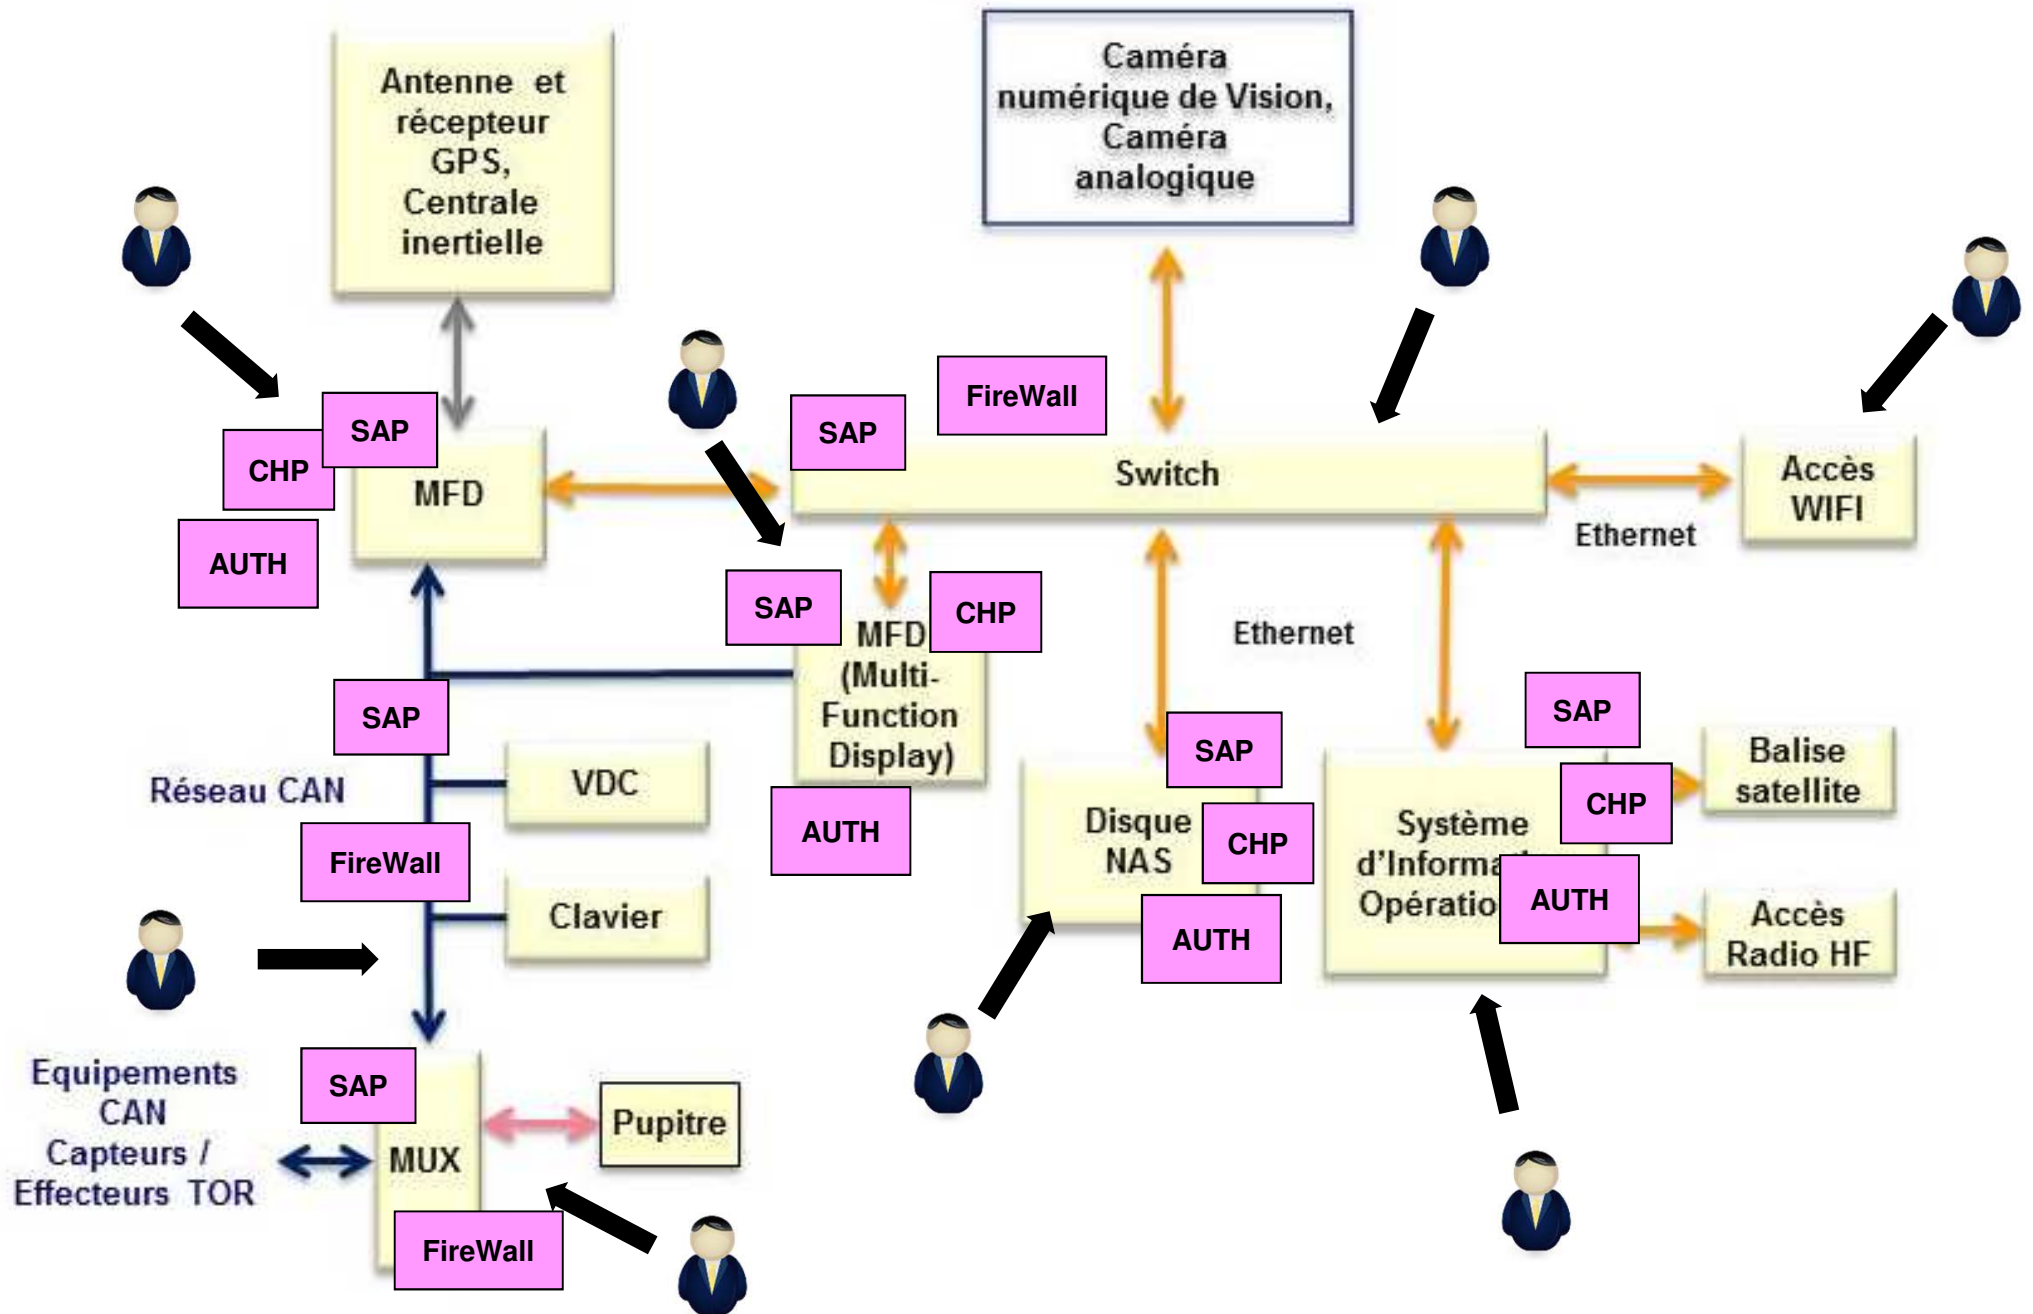 Antenne et
récepteur
GPS,
Centrale
inertielle
Caméra
numérique de Vision,
Caméra
analogique
SAP
CHP
AUTH
MFD
SAP
FireWall
Switch
Accès
WIFI
Ethernet
SAP
CHP
MFD
(Multi-
Function
Display)
AUTH
Ethernet
SAP
Réseau CAN
VDC
FireWall
Clavier
SAP
CHP
AUTH
Disque
NAS
SAP
CHP
AUTH
Système
d'Informa
Opératio
Balise
satellite
Accès
Radio HF
Equipements
CAN
Capteurs /
Effecteurs TOR
SAP
MUX
FireWall
Pupitre